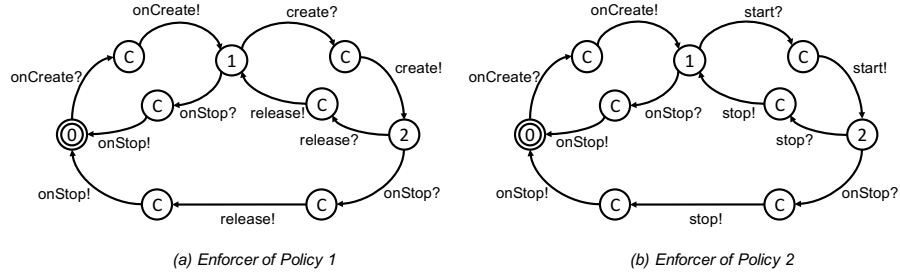 onCreate!
create?
C
C
1
onCreate?
create!
C
C
onStop?
release!
0
onStop!
release?
2
onStop!
onStop?
C
C
release!
(a) Enforcer of Policy 1
onCreate!
start?
C
C
1
onCreate?
start!
C
C
onStop?
stop!
0
onStop!
stop?
2
onStop!
onStop?
C
C
stop!
(b) Enforcer of Policy 2